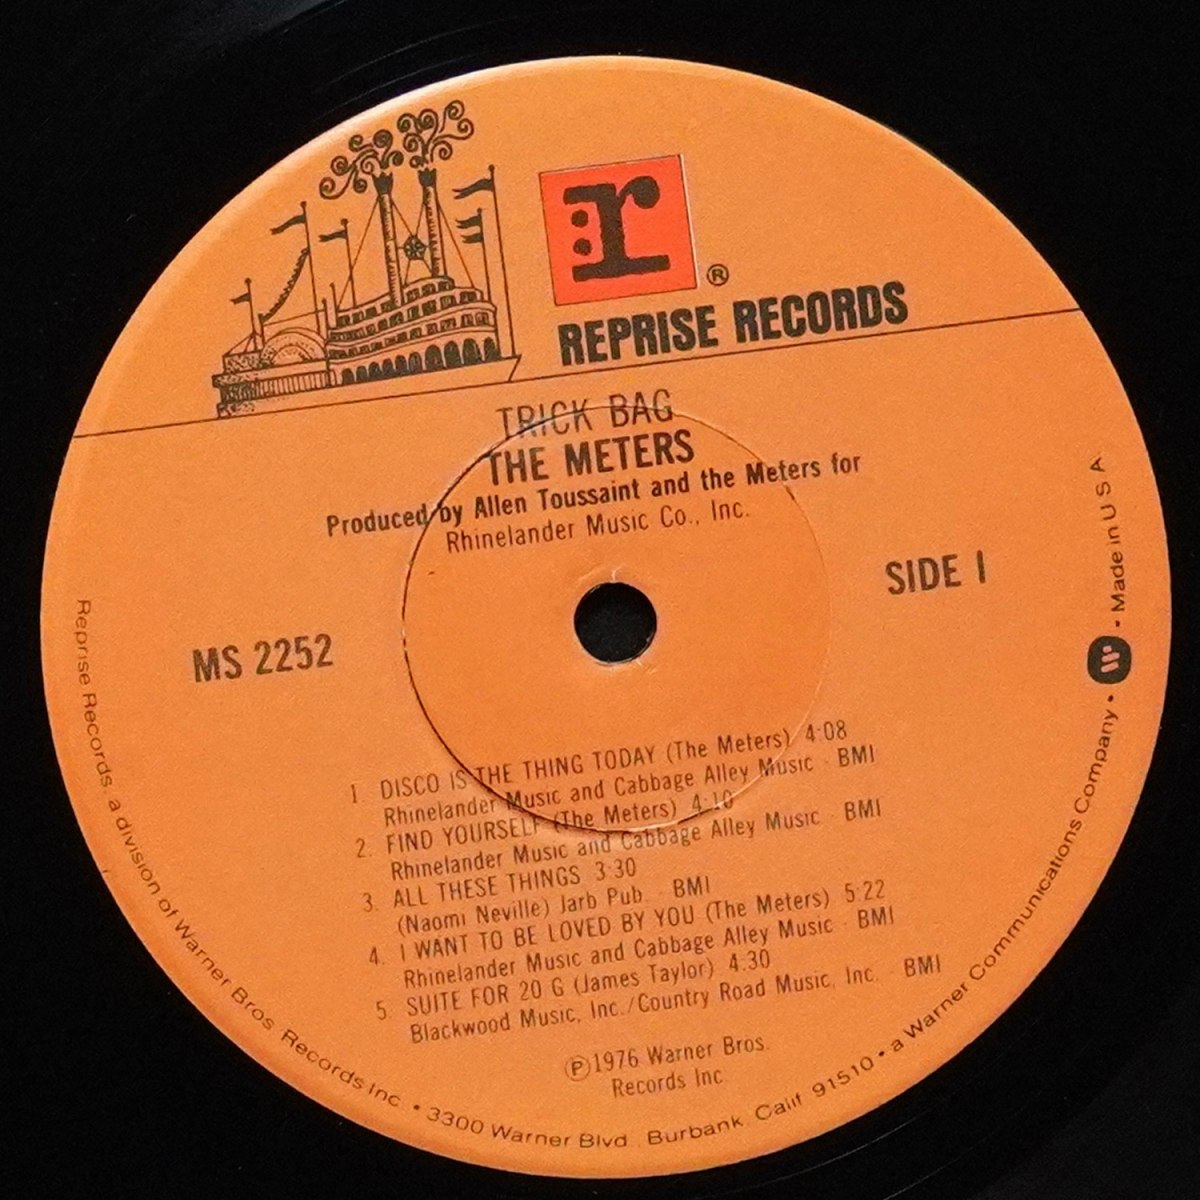 r
®
REPRISE RECORDS
TRICK BAG
THE METERS
Produced by Allen Toussaint and the Meters for
Rhinelander Music Co., Inc.
SIDE 1
MS 2252
1. DISCO IS THE THING TODAY (The Meters) 4:08
Rhinelander Music and Cabbage Alley Music · BMI
2. FIND YOURSELF (The Meters) 4:10
Rhinelander Music and Cabbage Alley Music · BMI
3. ALL THESE THINGS 3:30
(Naomi Neville) Jarb Pub. · BMI
4. I WANT TO BE LOVED BY YOU (The Meters) 5:22
Rhinelander Music and Cabbage Alley Music · BMI
5. SUITE FOR 20 G (James Taylor) 4:30
Blackwood Music, Inc./Country Road Music, Inc. BMI
℗1976 Warner Bros.
Records Inc.
Reprise Records, a division of Warner Bros. Records Inc. • 3300 Warner Blvd., Burbank, Calif. 91510 • a Warner Communications Company • W • Made in U S A